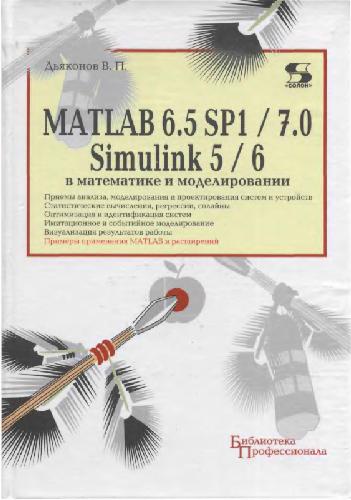 Дьяконов В. П.
«СОЛОН»
MATLAB 6.5 SP1 / 7.0
Simulink 5 / 6
в математике и моделировании
Приемы анализа, моделирования и проектирования систем и устройств
Статистические вычисления, регрессия, сплайны
Оптимизация и идентификация систем
Имитационное и событийное моделирование
Визуализация результатов работы
Примеры применения MATLAB и расширений
Библиотека
Профессионала